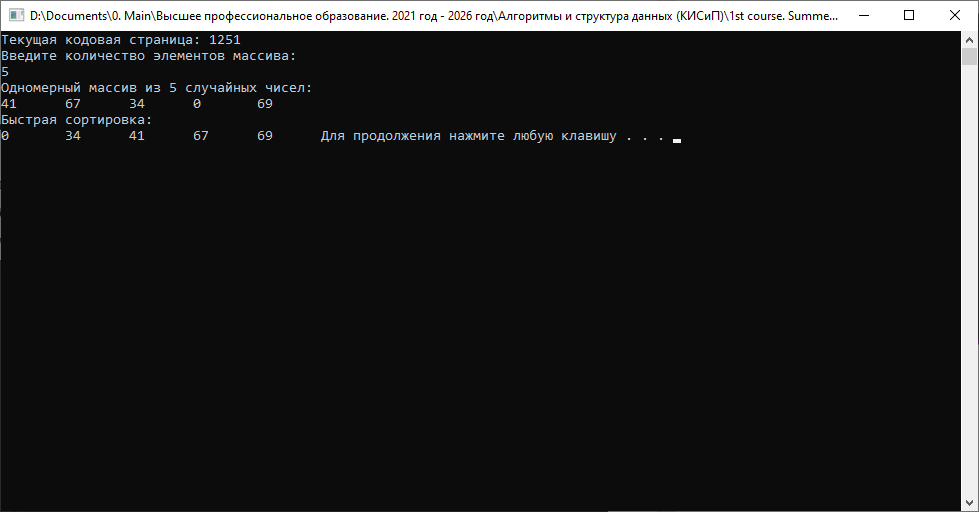 D:\Documents\0. Main\Высшее профессиональное образование. 2021 год - 2026 год\Алгоритмы и структура данных (КИСиП)\1st course. Summe...
Текущая кодовая страница: 1251
Введите количество элементов массива:
5
Одномерный массив из 5 случайных чисел:
41 67 34 0 69
Быстрая сортировка:
0 34 41 67 69 Для продолжения нажмите любую клавишу . . .